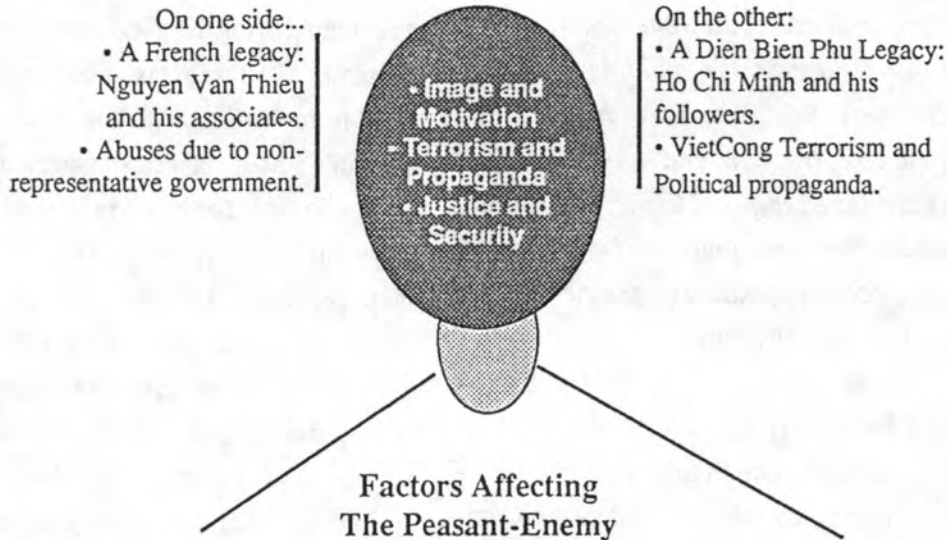 On one side...
• A French legacy:
Nguyen Van Thieu
and his associates.
• Abuses due to non-
representative government.
• Image and
Motivation
- Terrorism and
Propaganda
• Justice and
Security
On the other:
• A Dien Bien Phu Legacy:
Ho Chi Minh and his
followers.
• VietCong Terrorism and
Political propaganda.
Factors Affecting
The Peasant-Enemy